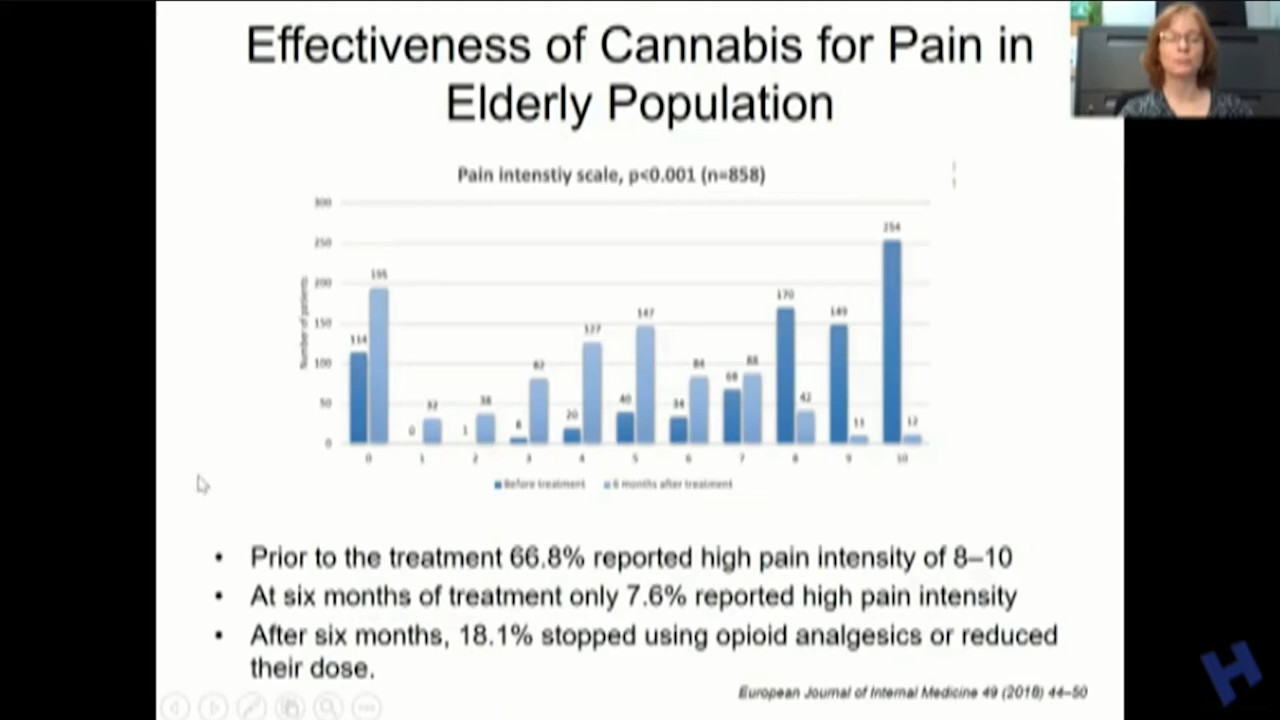 Effectiveness of Cannabis for Pain in
Elderly Population
Pain intenstiy scale, p<0.001 (n=858)
300
250
200
150
100
50
0
Number of patients
114
195
0
32
1
38
8
82
20
127
40
147
34
84
68
88
170
42
149
11
254
12
0 1 2 3 4 5 6 7 8 9 10
Before treatment 6 months after treatment
• Prior to the treatment 66.8% reported high pain intensity of 8–10
• At six months of treatment only 7.6% reported high pain intensity
• After six months, 18.1% stopped using opioid analgesics or reduced
their dose.
European Journal of Internal Medicine 49 (2018) 44–50
H